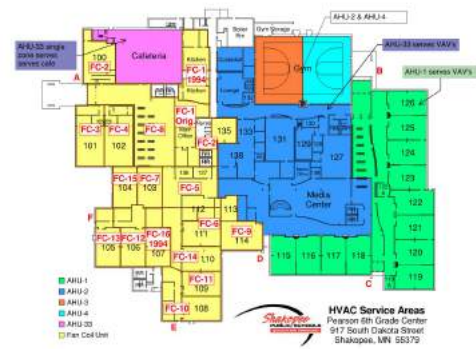 AHU-2 & AHU-4
AHU-33 single
zone serves
serves cafe
AHU-33 serves VAV's
AHU-1 serves VAV's
Cafeteria
Kitchen
Kitchen
Gym Storage
Gym
Lounge
Media
Center
100
FC-2
A
B
FC-1
1994
FC-1
Orig.
Office
FC-3
FC-4
FC-8
FC-2
101
102
135
133
138
131
129
127
126
125
124
123
122
121
120
119
FC-15
FC-7
104
103
FC-5
112
113
FC-6
111
FC-9
114
D
F
FC-13
FC-12
FC-16
1994
105
106
107
FC-14
110
FC-11
109
FC-10
108
E
115
116
117
118
C
AHU-1
AHU-2
AHU-3
AHU-4
AHU-33
Fan Coil Unit
Shakopee
PUBLIC SCHOOLS
HVAC Service Areas
Pearson 6th Grade Center
917 South Dakota Street
Shakopee, MN 55379